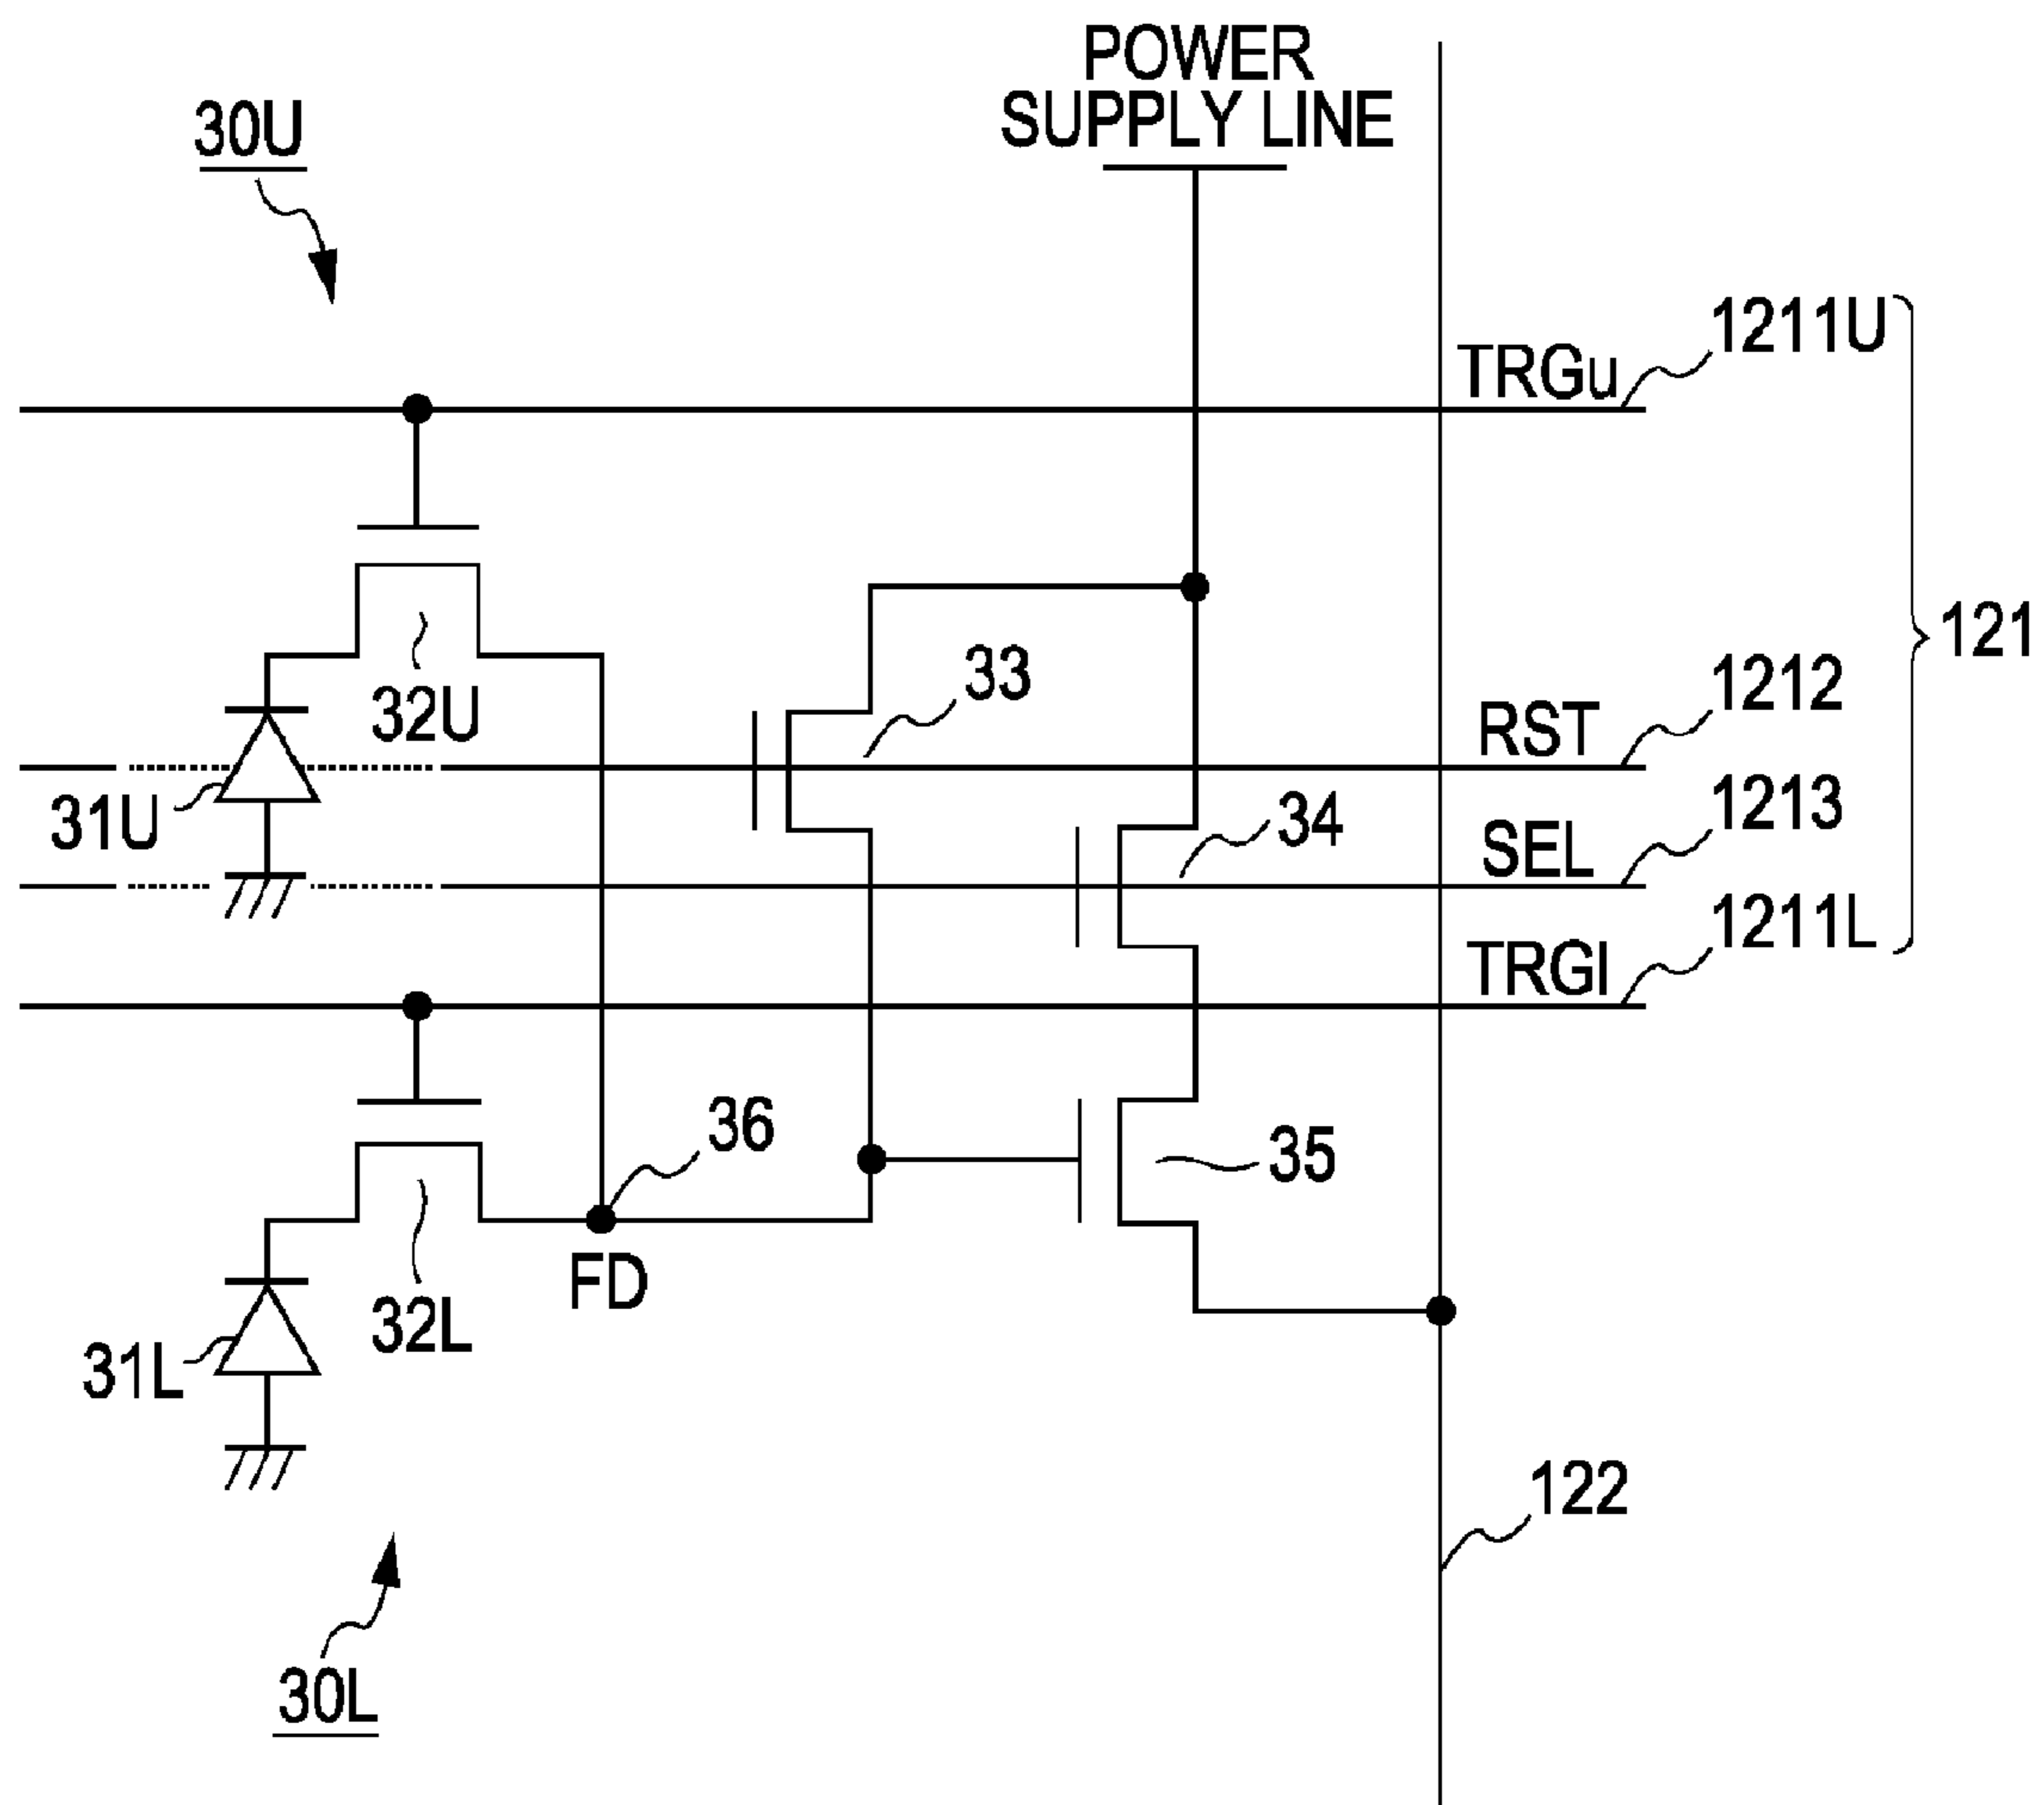 POWER
SUPPLY LINE
30U
1211U
TRGu
121
33
1212
32U
RST
31U
34
1213
SEL
1211L
TRGl
36
35
FD
32L
31L
122
30L